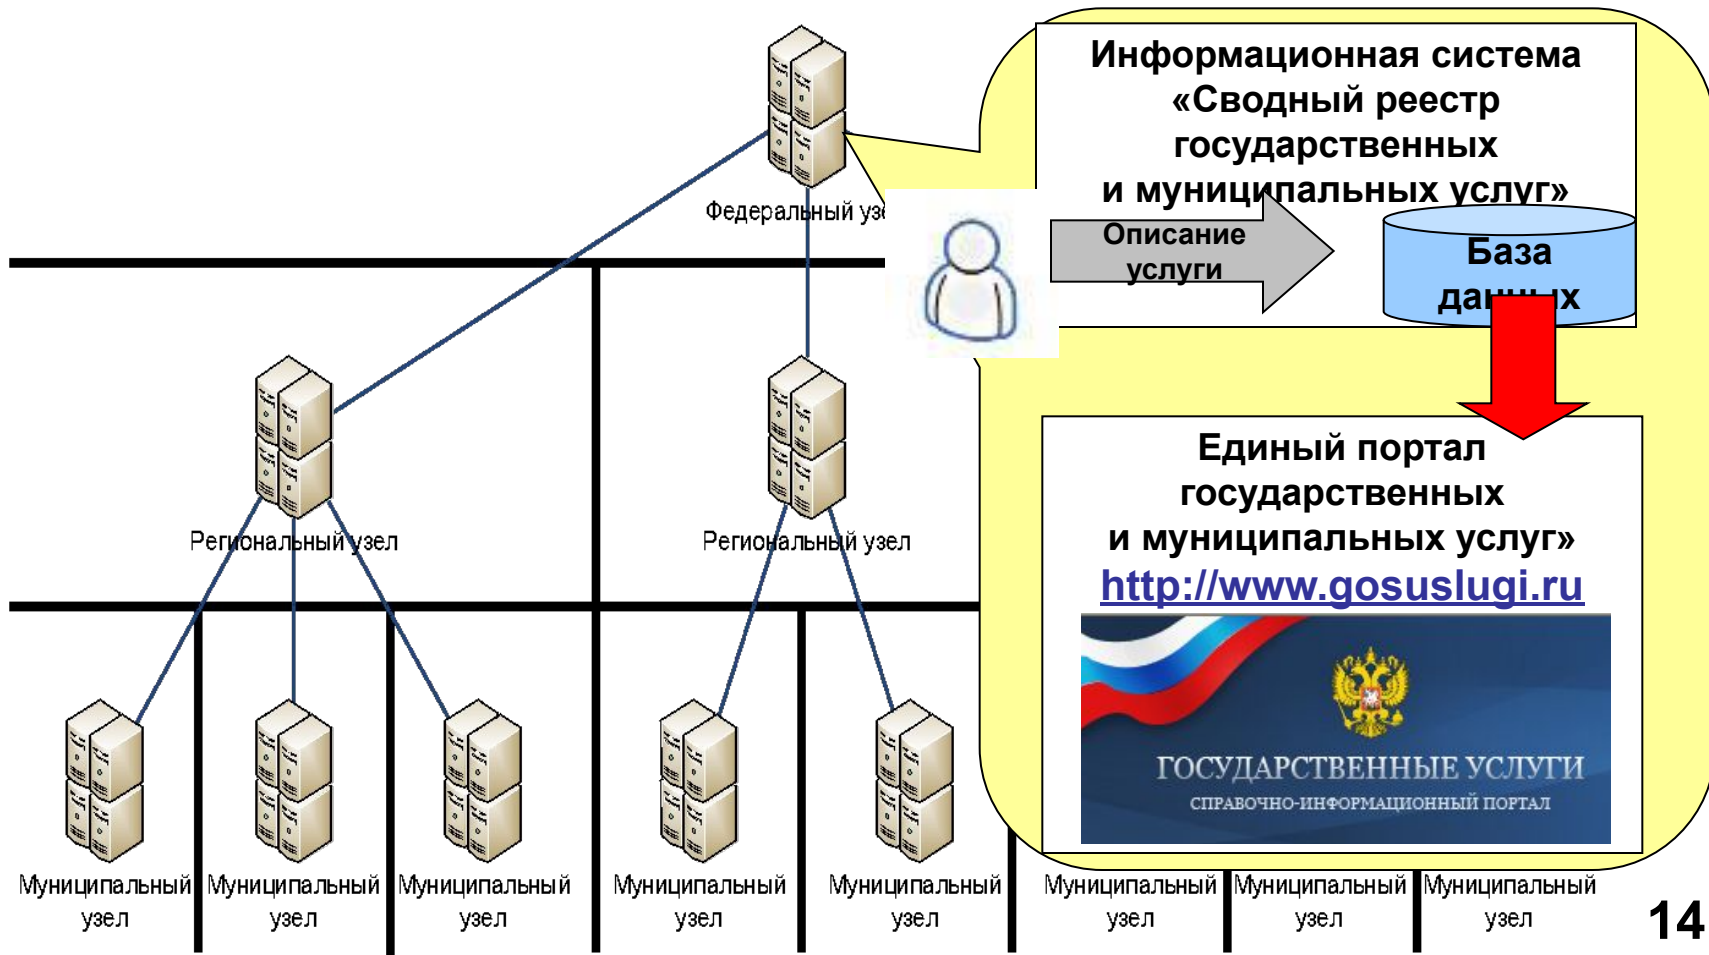 Информационная система
«Сводный реестр
государственных
и муниципальных услуг»
Описание
услуги
База
данных
Федеральный
Единый портал
государственных
и муниципальных услуг»
http://www.gosuslugi.ru
ГОСУДАРСТВЕННЫЕ УСЛУГИ
СПРАВОЧНО-ИНФОРМАЦИОННЫЙ ПОРТАЛ
Региональный узел
Региональный узел
Муниципальный
узел
Муниципальный
узел
Муниципальный
узел
Муниципальный
узел
Муниципальный
узел
Муниципальный
узел
Муниципальный
узел
Муниципальный
узел
14